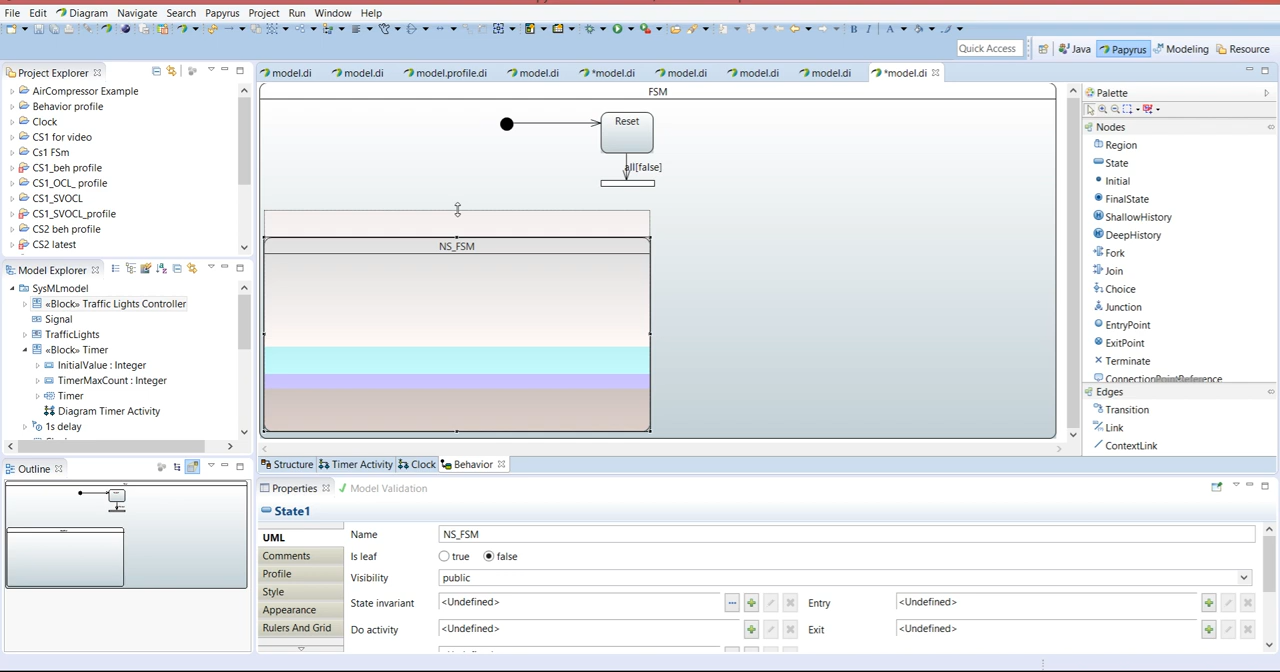 File Edit Diagram Navigate Search Papyrus Project Run Window Help
Quick Access Java Papyrus Modeling Resource
Project Explorer
AirCompressor Example
Behavior profile
Clock
CS1 for video
Cs1 FSm
CS1_beh profile
CS1_OCL_ profile
CS1_SVOCL
CS1_SVOCL_profile
CS2 beh profile
CS2 latest
Model Explorer
SysMLmodel
«Block» Traffic Lights Controller
Signal
TrafficLights
«Block» Timer
InitialValue : Integer
TimerMaxCount : Integer
Timer
Diagram Timer Activity
1s delay
Outline
model.di model.di model.profile.di model.di *model.di model.di model.di model.di *model.di
FSM
Reset
all[false]
NS_FSM
Palette
Nodes
Region
State
Initial
FinalState
ShallowHistory
DeepHistory
Fork
Join
Choice
Junction
EntryPoint
ExitPoint
Terminate
ConnectionPointReference
Edges
Transition
Link
ContextLink
Structure Timer Activity Clock Behavior
Properties Model Validation
State1
UML
Comments
Profile
Style
Appearance
Rulers And Grid
Name NS_FSM
Is leaf true false
Visibility public
State invariant <Undefined> ... Entry <Undefined>
Do activity <Undefined> Exit <Undefined>